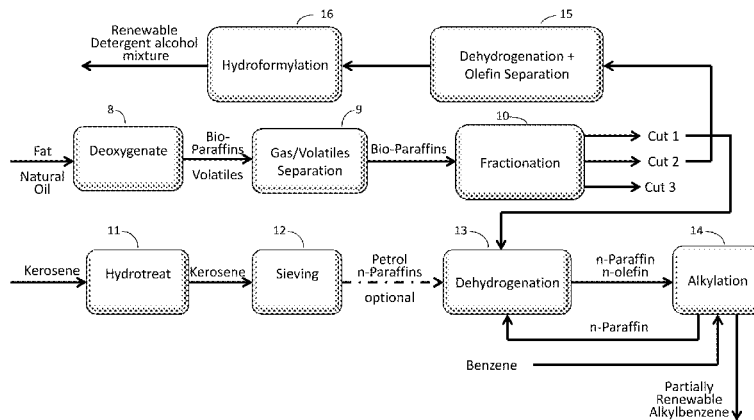 Renewable
Detergent alcohol
mixture
16
Hydroformylation
15
Dehydrogenation +
Olefin Separation
Fat
Natural
Oil
8
Deoxygenate
Bio-
Paraffins
Volatiles
9
Gas/Volatiles
Separation
Bio-Paraffins
10
Fractionation
Cut 1
Cut 2
Cut 3
Kerosene
11
Hydrotreat
Kerosene
12
Sieving
Petrol
n-Paraffins
optional
13
Dehydrogenation
n-Paraffin
n-olefin
14
Alkylation
n-Paraffin
Benzene
Partially
Renewable
Alkylbenzene